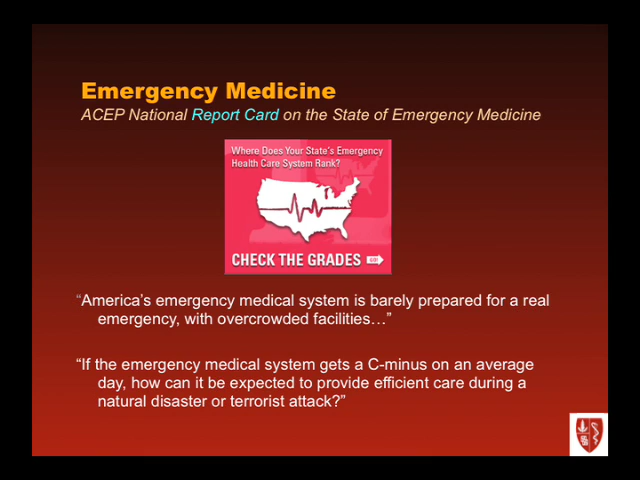 Emergency Medicine
ACEP National Report Card on the State of Emergency Medicine
Where Does Your State's Emergency
Health Care System Rank?
CHECK THE GRADES GO!
“America’s emergency medical system is barely prepared for a real
emergency, with overcrowded facilities…”
“If the emergency medical system gets a C-minus on an average
day, how can it be expected to provide efficient care during a
natural disaster or terrorist attack?”